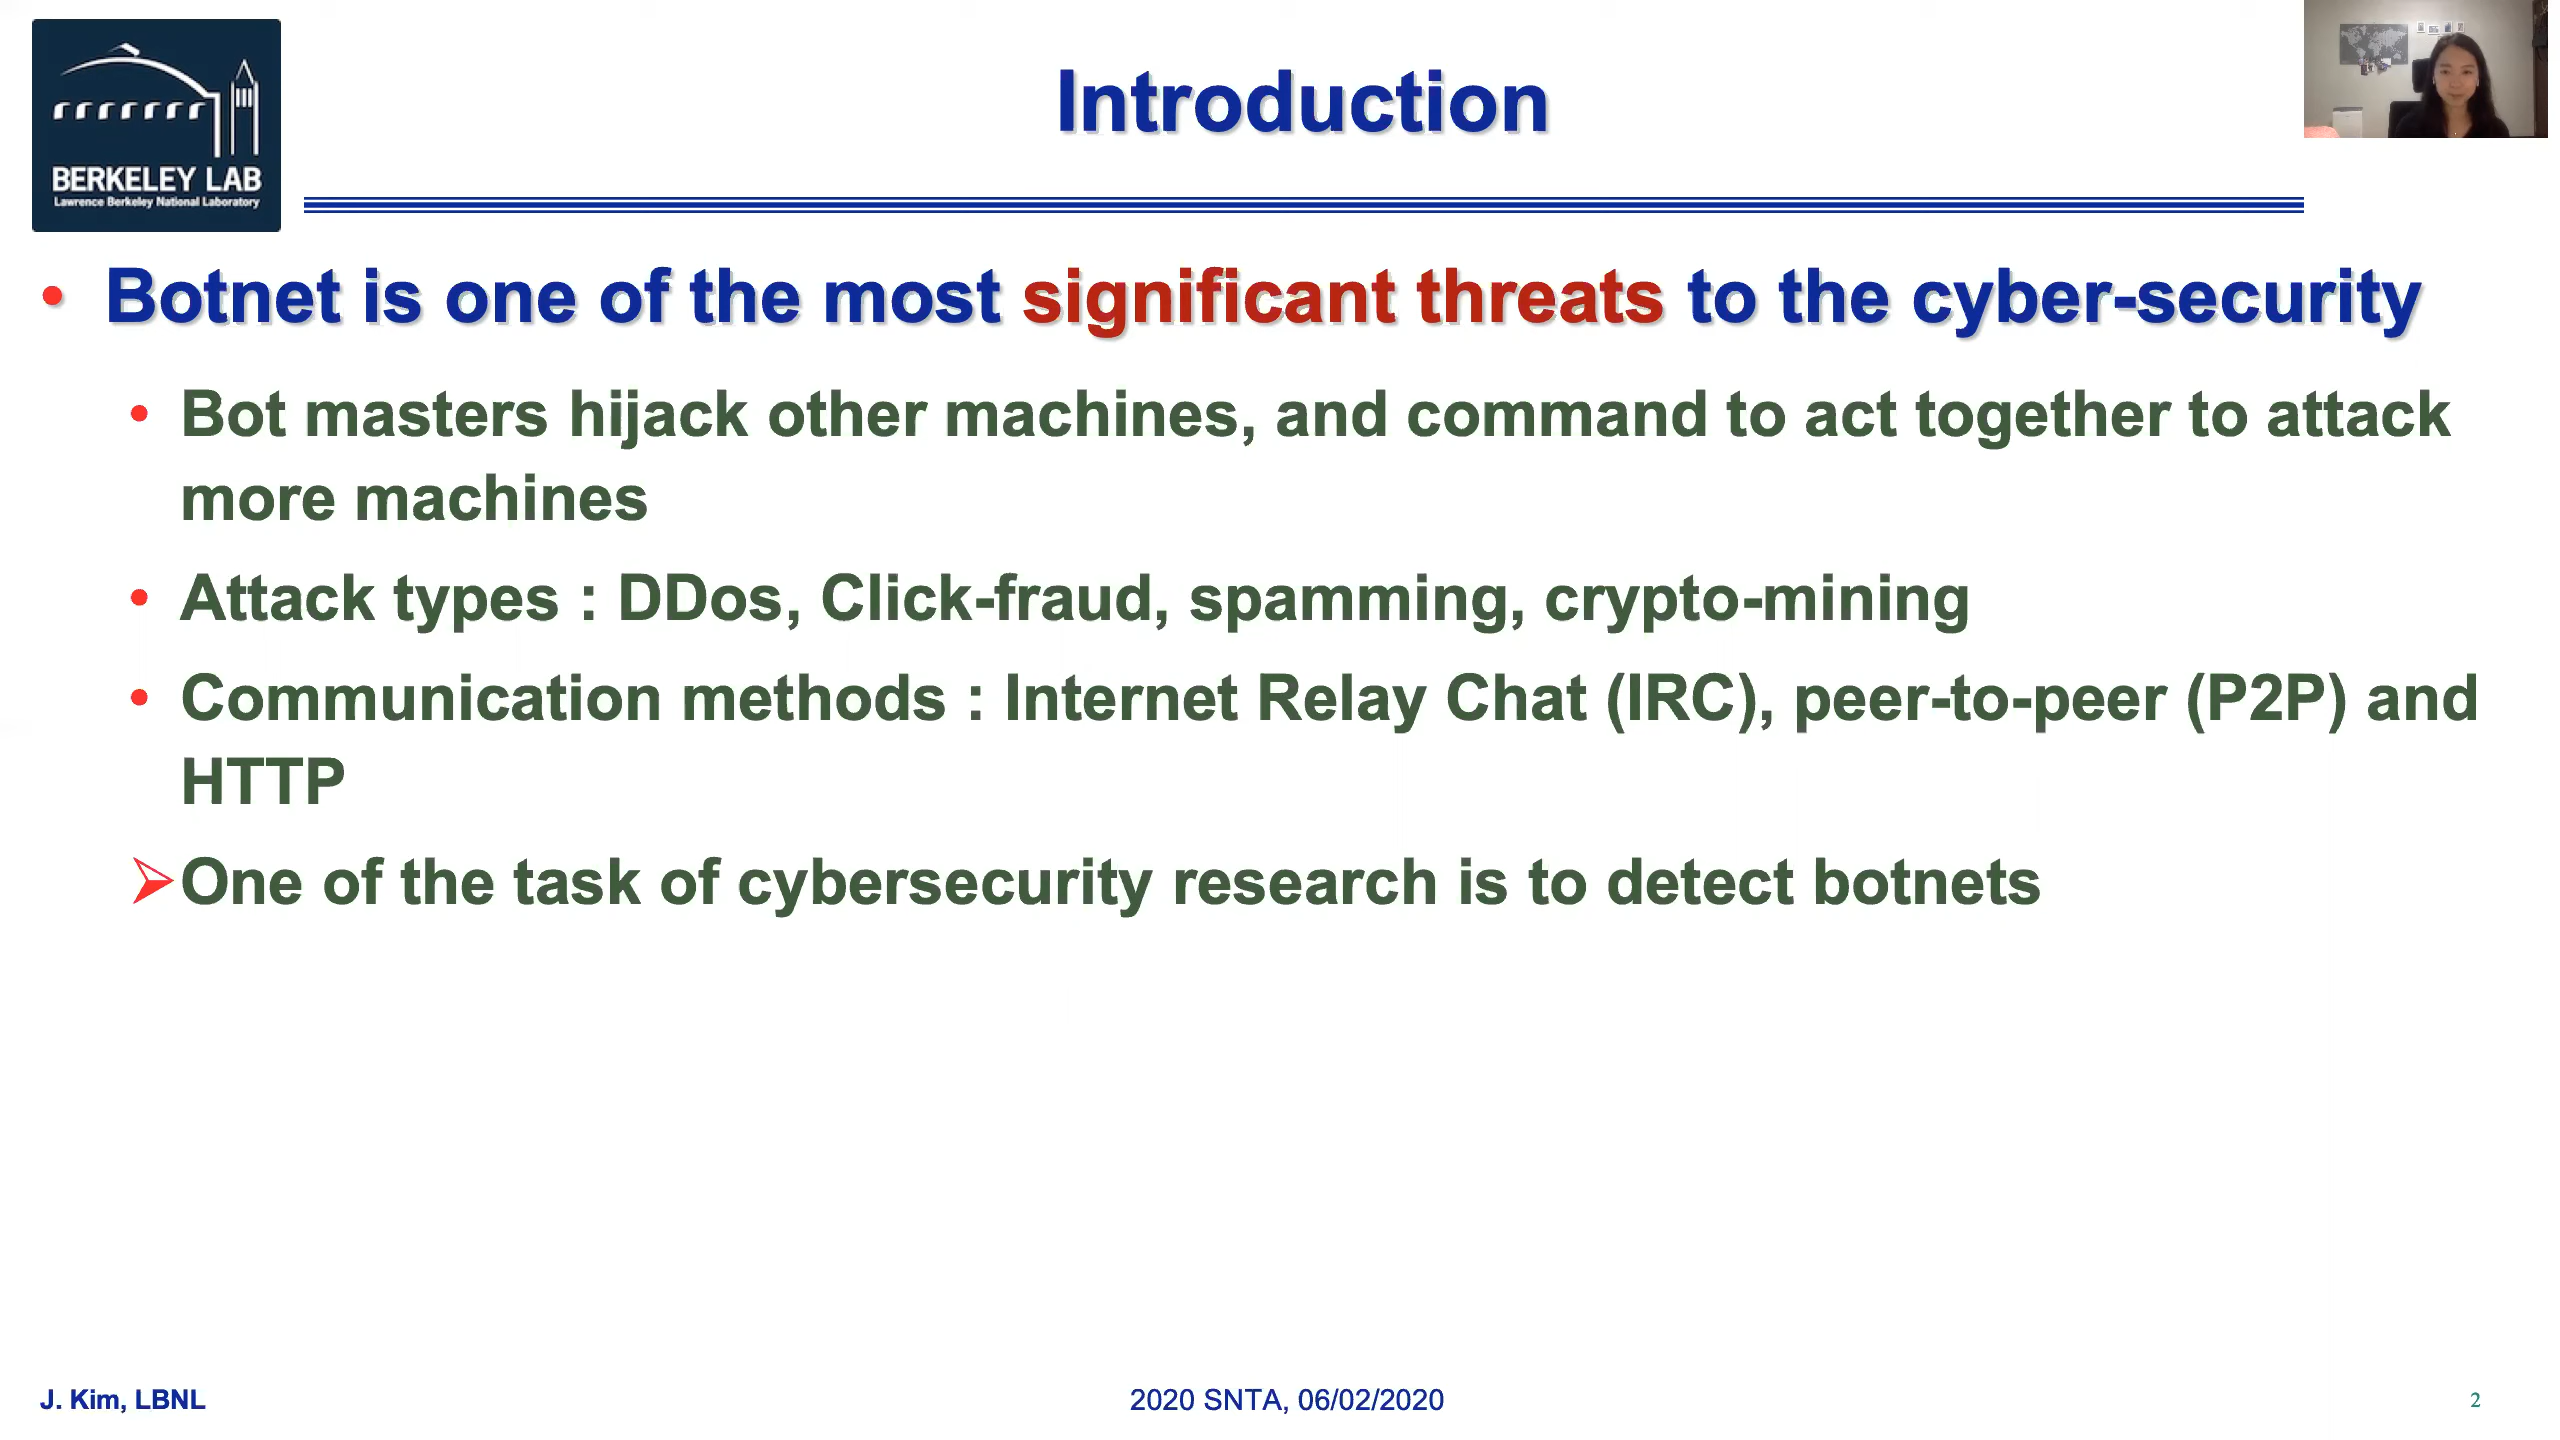 BERKELEY LAB
Lawrence Berkeley National Laboratory
Introduction
• Botnet is one of the most significant threats to the cyber-security
• Bot masters hijack other machines, and command to act together to attack
more machines
• Attack types : DDos, Click-fraud, spamming, crypto-mining
• Communication methods : Internet Relay Chat (IRC), peer-to-peer (P2P) and
HTTP
➢One of the task of cybersecurity research is to detect botnets
J. Kim, LBNL
2020 SNTA, 06/02/2020
2